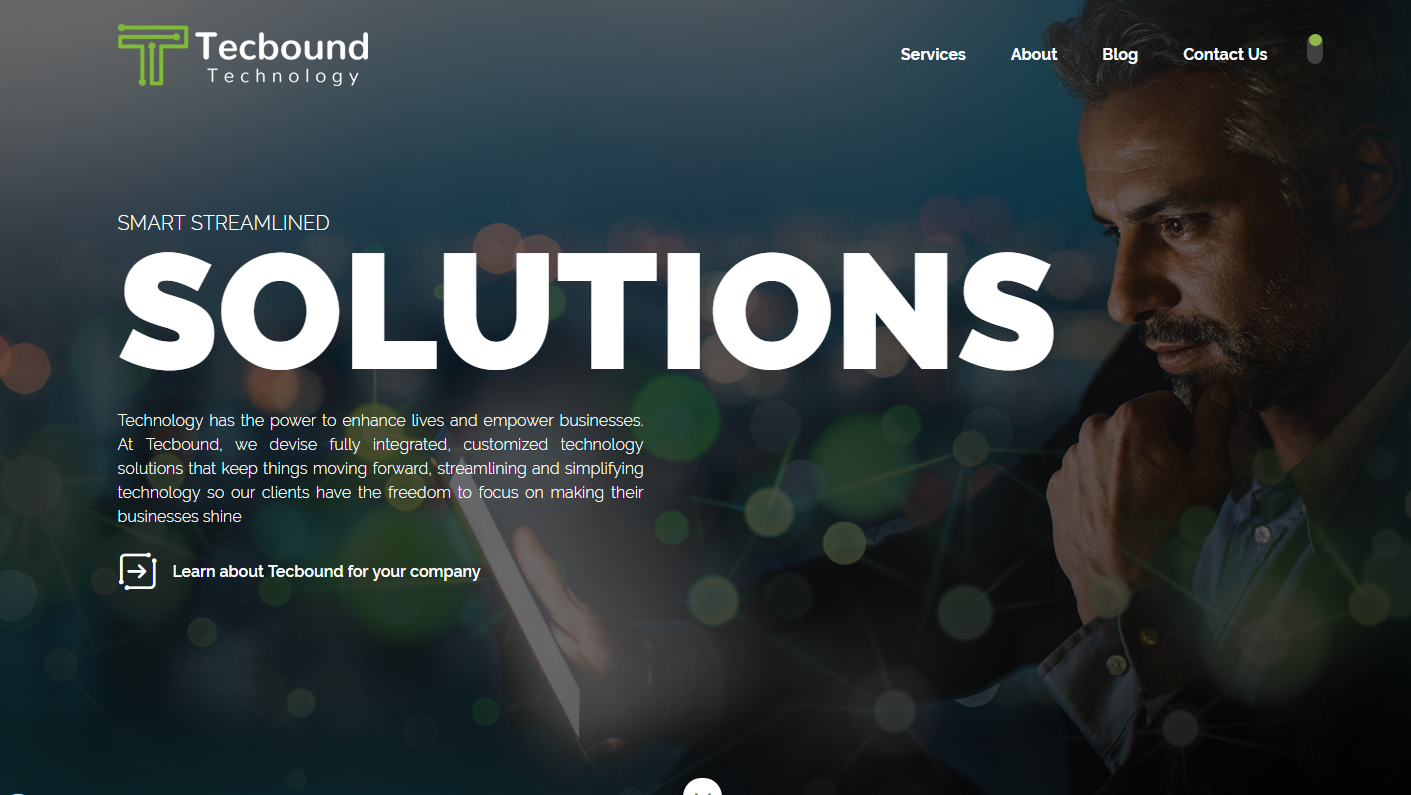 Tecbound
Technology
Services
About
Blog
Contact Us
SMART STREAMLINED
SOLUTIONS
Technology has the power to enhance lives and empower businesses.
At Tecbound, we devise fully integrated, customized technology
solutions that keep things moving forward, streamlining and simplifying
technology so our clients have the freedom to focus on making their
businesses shine
Learn about Tecbound for your company